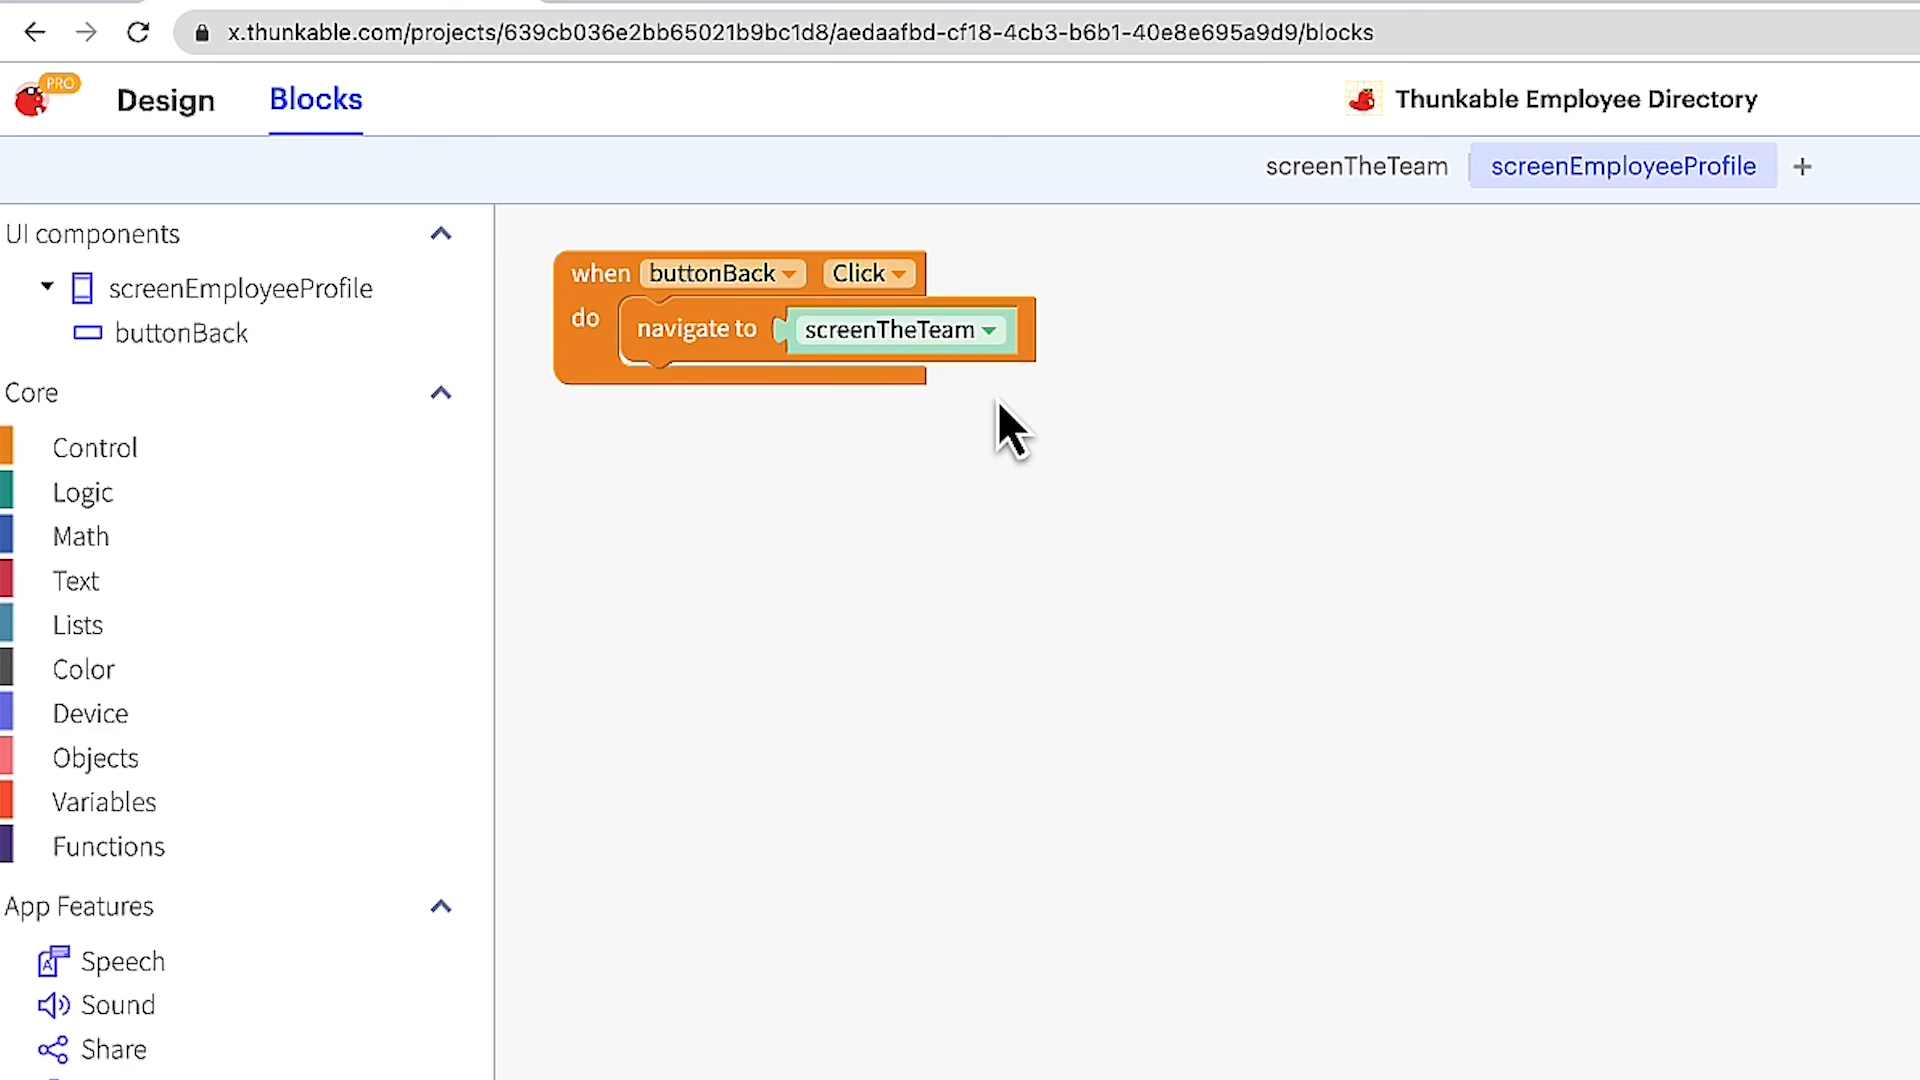 x.thunkable.com/projects/639cb036e2bb65021b9bc1d8/aedaafbd-cf18-4cb3-b6b1-40e8e695a9d9/blocks
PRO
Design Blocks Thunkable Employee Directory
screenTheTeam screenEmployeeProfile +
UI components
screenEmployeeProfile
buttonBack
Core
Control
Logic
Math
Text
Lists
Color
Device
Objects
Variables
Functions
App Features
Speech
Sound
Share
when buttonBack Click
do navigate to screenTheTeam